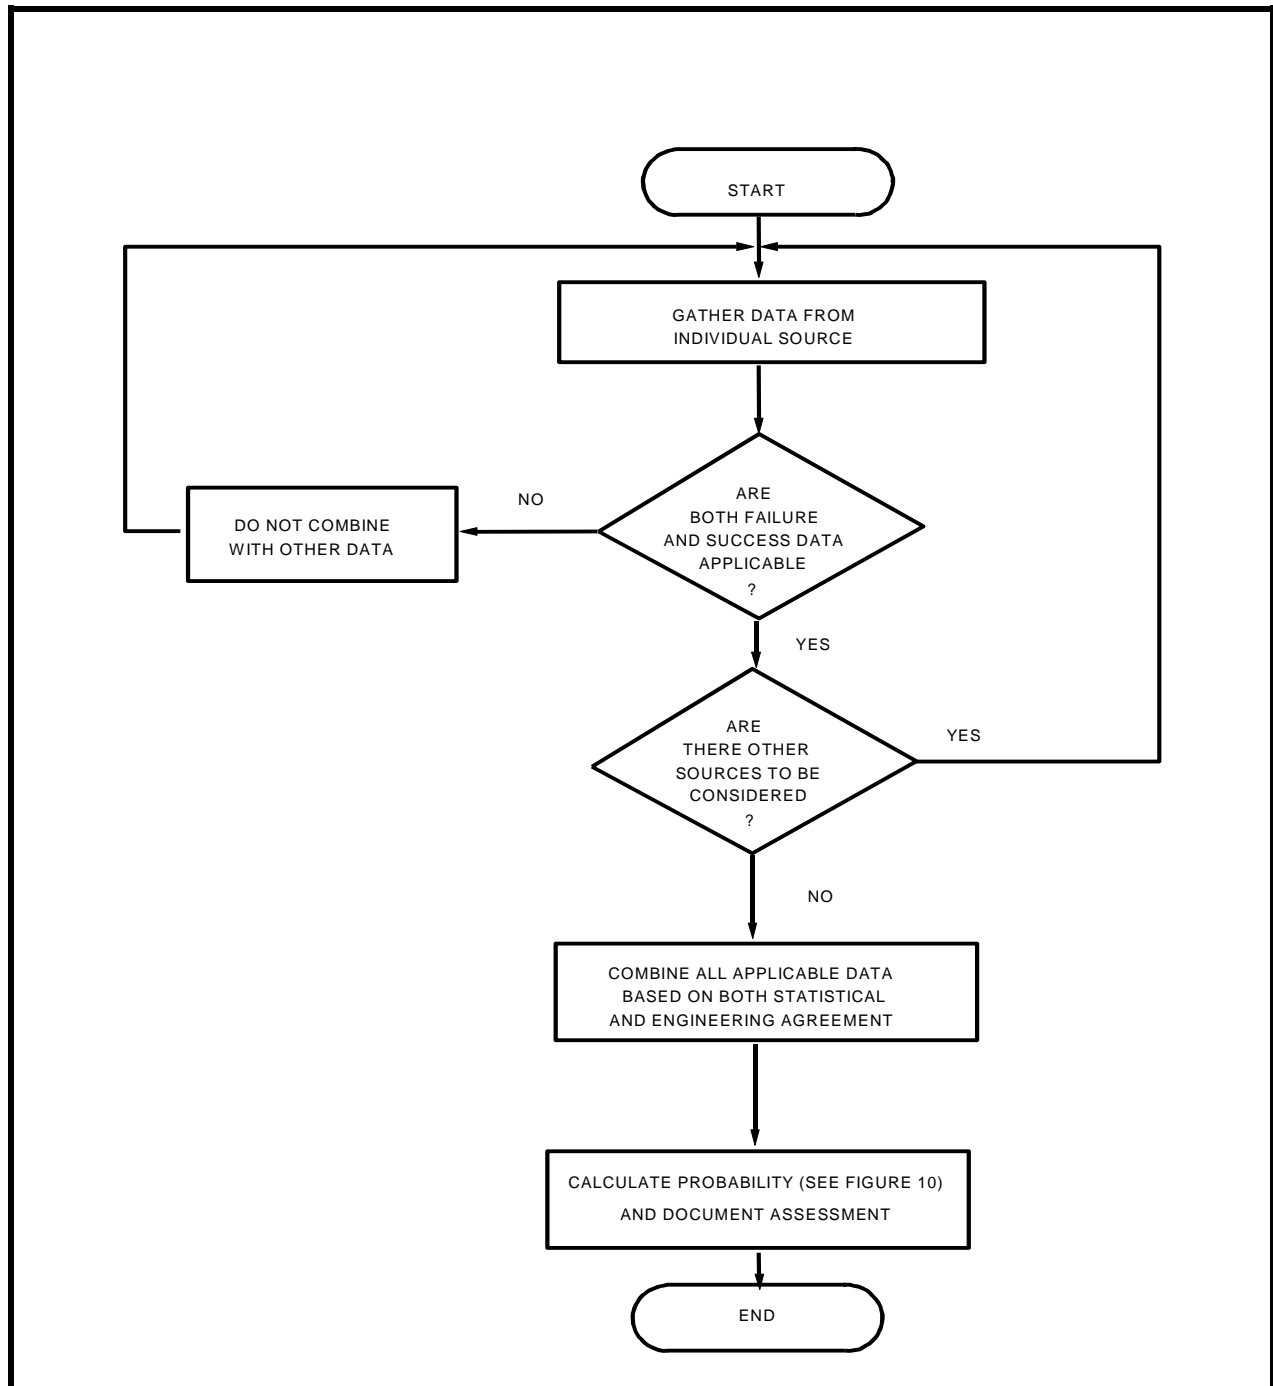 START
GATHER DATA FROM
INDIVIDUAL SOURCE
ARE
BOTH FAILURE
AND SUCCESS DATA
APPLICABLE
?
NO
DO NOT COMBINE
WITH OTHER DATA
YES
ARE
THERE OTHER
SOURCES TO BE
CONSIDERED
?
YES
NO
COMBINE ALL APPLICABLE DATA
BASED ON BOTH STATISTICAL
AND ENGINEERING AGREEMENT
CALCULATE PROBABILITY (SEE FIGURE 10)
AND DOCUMENT ASSESSMENT
END